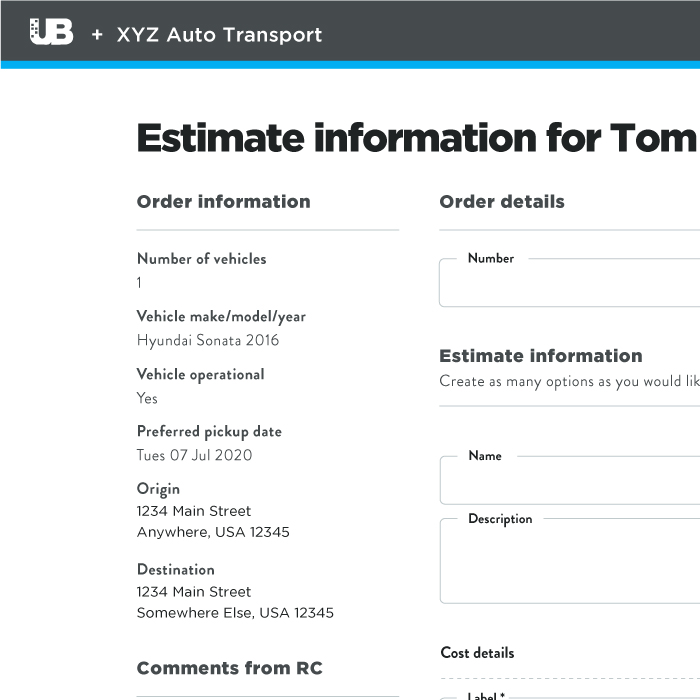 UB + XYZ Auto Transport
Estimate information for Tom
Order information
Number of vehicles
1
Vehicle make/model/year
Hyundai Sonata 2016
Vehicle operational
Yes
Preferred pickup date
Tues 07 Jul 2020
Origin
1234 Main Street
Anywhere, USA 12345
Destination
1234 Main Street
Somewhere Else, USA 12345
Comments from RC
Order details
Number
Estimate information
Create as many options as you would lik
Name
Description
Cost details
Label *